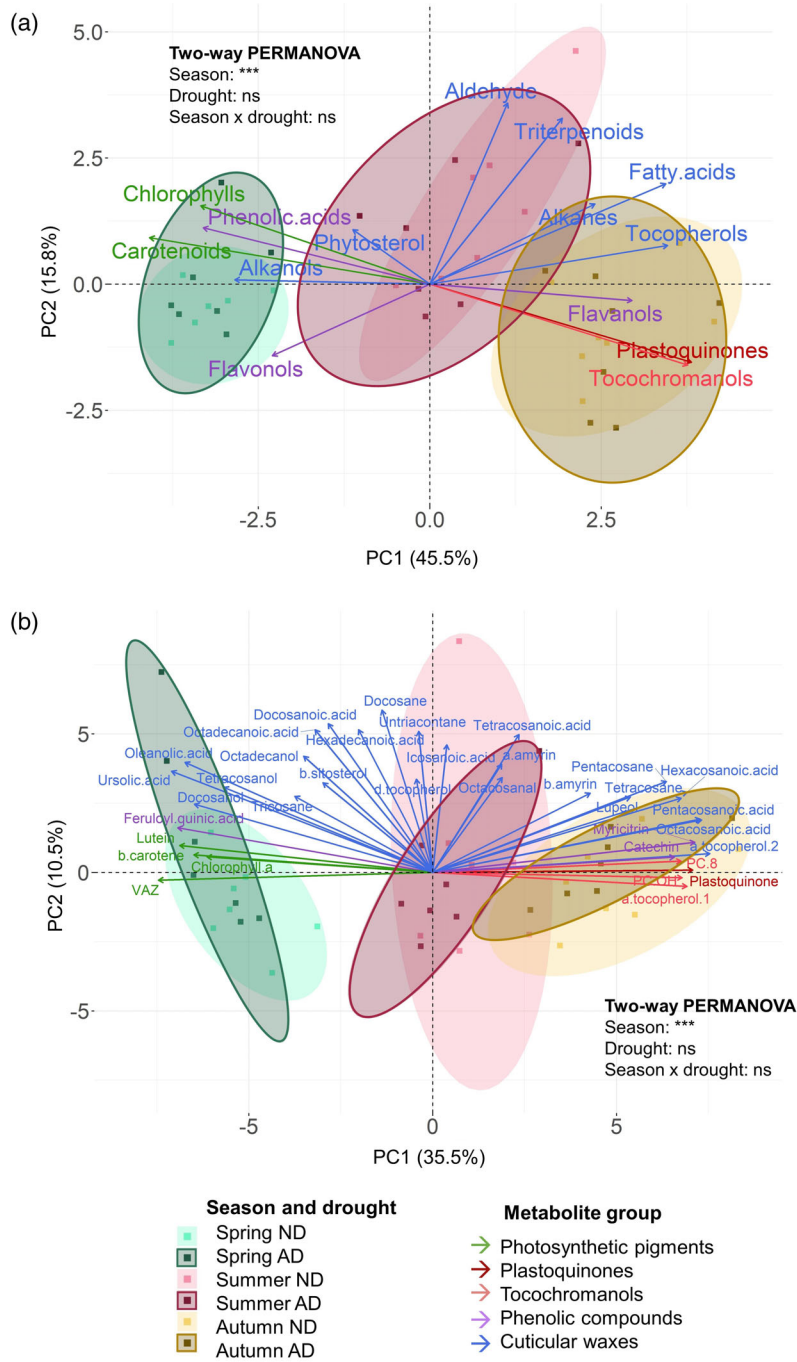 (a)
5.0
Two-way PERMANOVA
Season: ***
Drought: ns
Season x drought: ns
Aldehyde
Triterpenoids
2.5
Fatty.acids
Chlorophylls
Phenolic.acids
Alkanes
Phytosterol
Tocopherols
Carotenoids
Alkanols
PC2 (15.8%)
0.0
Flavanols
Plastoquinones
Flavonols
Tocochromanols
-2.5
-2.5
0.0
2.5
PC1 (45.5%)
(b)
Docosane
Docosanoic.acid
Untriacontane
Tetracosanoic.acid
5
Octadecanoic.acid
Hexadecanoic.acid
Oleanolic.acid
Octadecanol
Icosanoic.acid
a.amyrin
Pentacosane
Hexacosanoic.acid
Ursolic.acid
Tetracosanol
b.sitosterol
d.tocopherol
Octacosanal
b.amyrin
Tetracosane
Docosanol
Tricosane
Lupeol
Pentacosanoic.acid
Feruloyl.quinic.acid
Myricitrin
Octacosanoic.acid
Lutein
Catechin
a.tocopherol.2
b.carotene
Chlorophyll.a
PC.8
PC2 (10.5%)
0
VAZ
PC.OH
Plastoquinone
a.tocopherol.1
-5
Two-way PERMANOVA
Season: ***
Drought: ns
Season x drought: ns
-5
0
5
PC1 (35.5%)
Season and drought
Spring ND
Spring AD
Summer ND
Summer AD
Autumn ND
Autumn AD
Metabolite group
Photosynthetic pigments
Plastoquinones
Tocochromanols
Phenolic compounds
Cuticular waxes